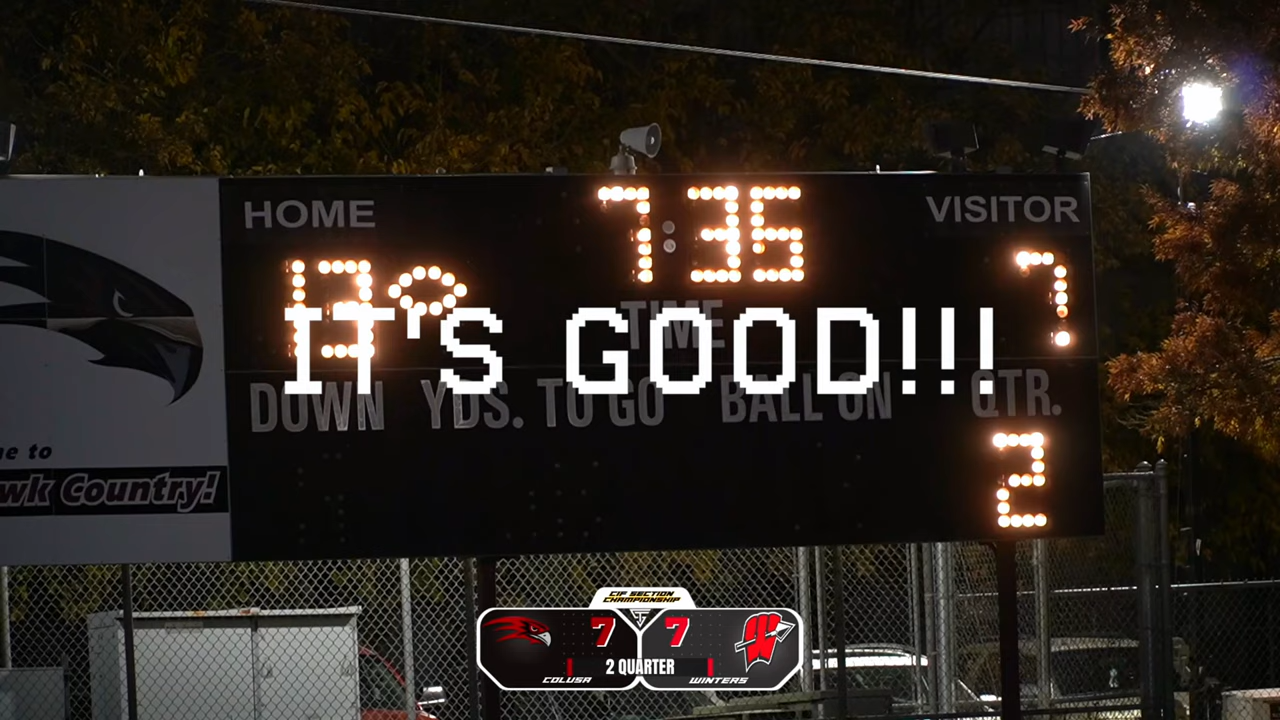 HOME
7:35
VISITOR
7
TIME
IT'S GOOD!!!
DOWN YDS. TO GO BALL ON QTR.
2
Country!
CIF SECTION
CHAMPIONSHIP
7 7
2 QUARTER
COLUSA WINTERS